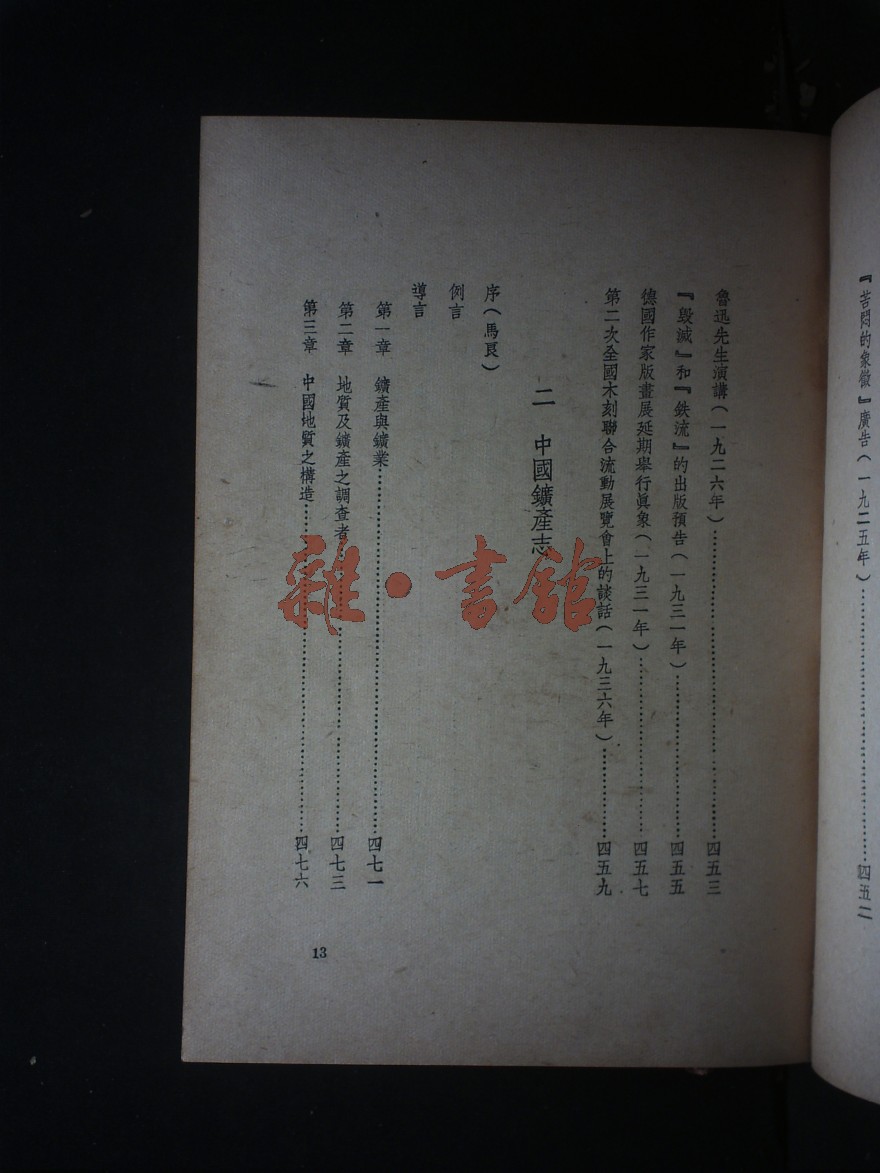 『苦悶的象徵』廣告(一九二五年)……四五二
魯迅先生演講(一九二六年)……四五三
『毀滅』和『鉄流』的出版預告(一九三一年)……四五五
德國作家版畫展延期舉行眞象(一九三一年)……四五七
第二次全國木刻聯合流動展覽會上的談話(一九三六年)……四五九
二 中國鑛產志
序(馬良)
例言
導言
第一章 鑛產與鑛業……四七一
第二章 地質及鑛產之調查者……四七三
第三章 中國地質之構造……四七六
13
雜·書館